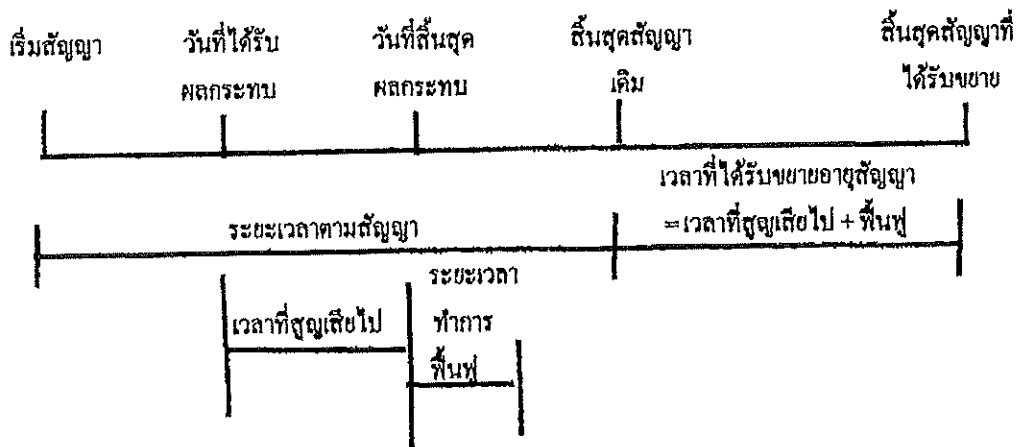 เริ่มสัญญา
วันที่ได้รับ
ผลกระทบ
วันที่สิ้นสุด
ผลกระทบ
สิ้นสุดสัญญา
เดิม
สิ้นสุดสัญญาที่
ได้รับขยาย
เวลาที่ได้รับขยายอายุสัญญา
=เวลาที่สูญเสียไป + ฟื้นฟู
ระยะเวลาตามสัญญา
เวลาที่สูญเสียไป
ระยะเวลา
ทำการ
ฟื้นฟู